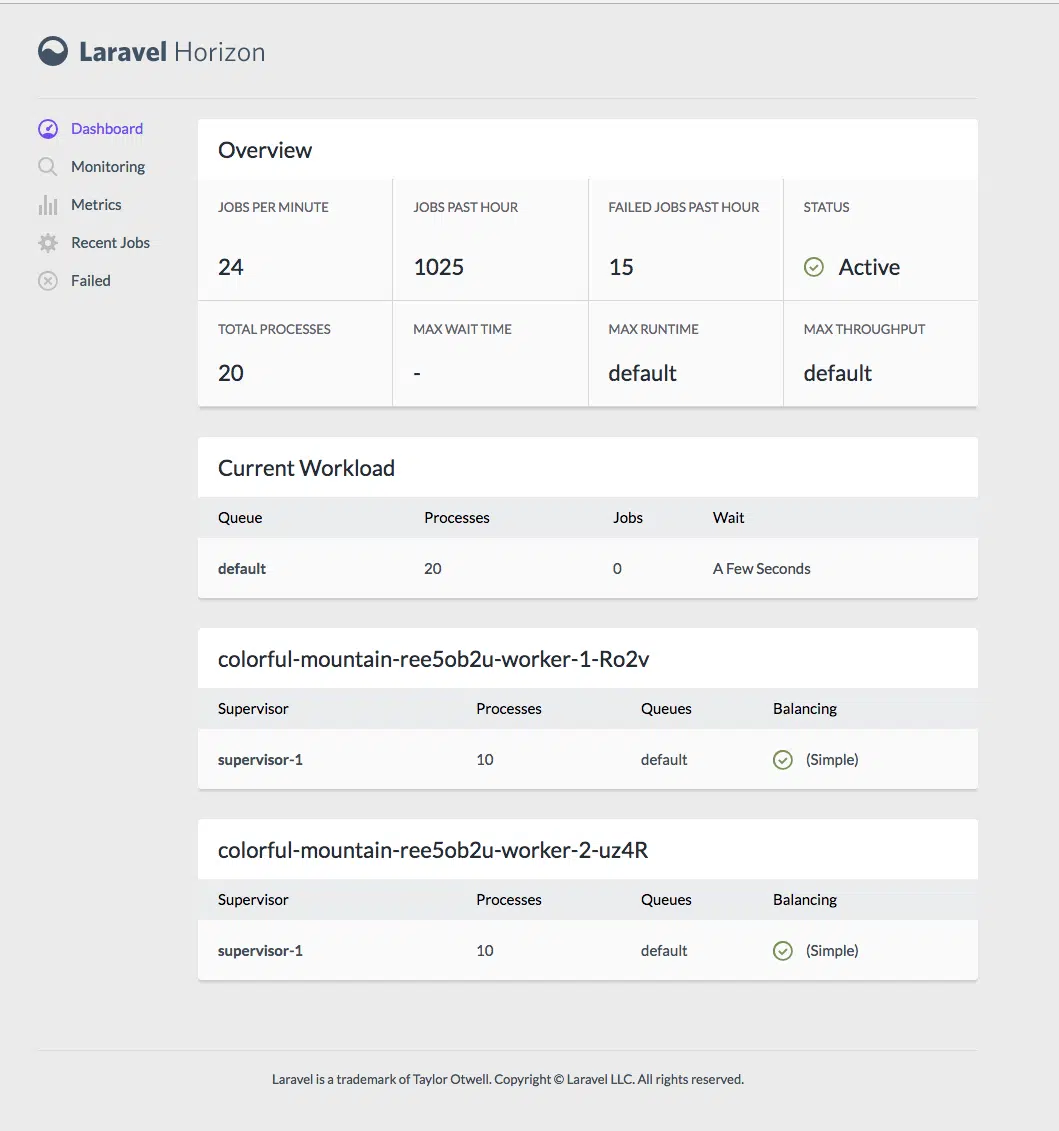 Laravel Horizon
Dashboard
Monitoring
Metrics
Recent Jobs
Failed
Overview
JOBS PER MINUTE JOBS PAST HOUR FAILED JOBS PAST HOUR STATUS
24 1025 15 Active
TOTAL PROCESSES MAX WAIT TIME MAX RUNTIME MAX THROUGHPUT
20 - default default
Current Workload
Queue Processes Jobs Wait
default 20 0 A Few Seconds
colorful-mountain-ree5ob2u-worker-1-Ro2v
Supervisor Processes Queues Balancing
supervisor-1 10 default (Simple)
colorful-mountain-ree5ob2u-worker-2-uz4R
Supervisor Processes Queues Balancing
supervisor-1 10 default (Simple)
Laravel is a trademark of Taylor Otwell. Copyright © Laravel LLC. All rights reserved.